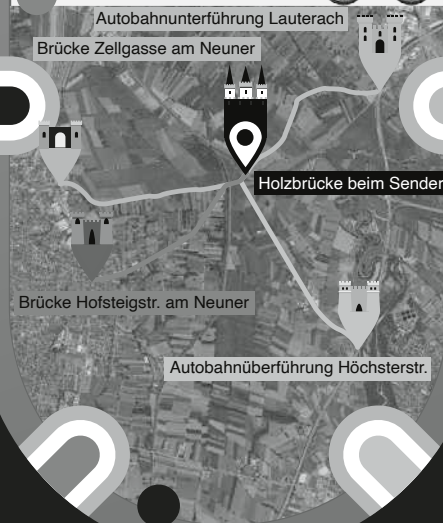 Autobahnunterführung Lauterach
Brücke Zellgasse am Neuner
Holzbrücke beim Sender
Brücke Hofsteigstr. am Neuner
Autobahnüberführung Höchsterstr.